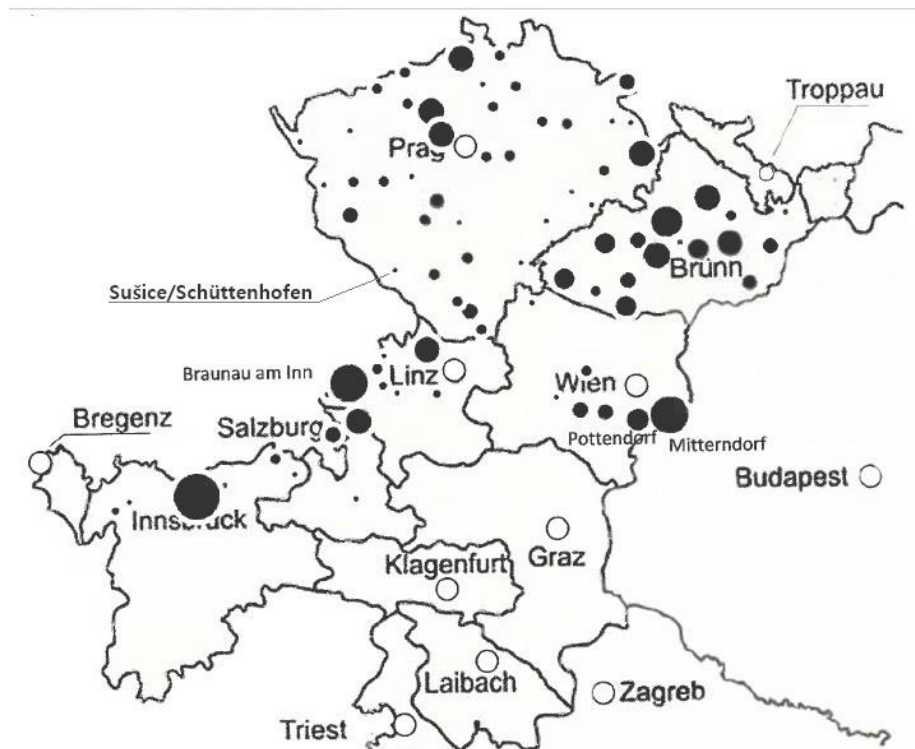 Troppau
Prag
Brünn
Sušice/Schüttenhofen
Braunau am Inn
Linz
Wien
Bregenz
Salzburg
Pottendorf
Mitterndorf
Budapest
Innsbruck
Graz
Klagenfurt
Laibach
Zagreb
Triest